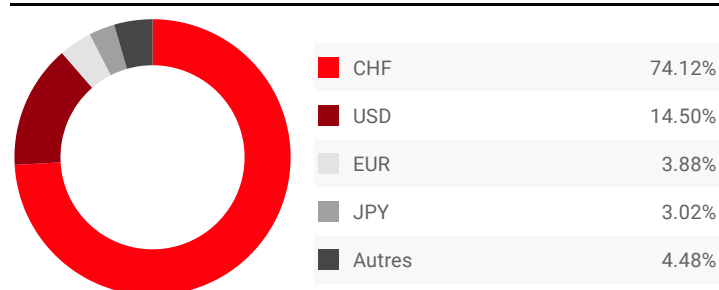 CHF 74.12%
USD 14.50%
EUR 3.88%
JPY 3.02%
Autres 4.48%